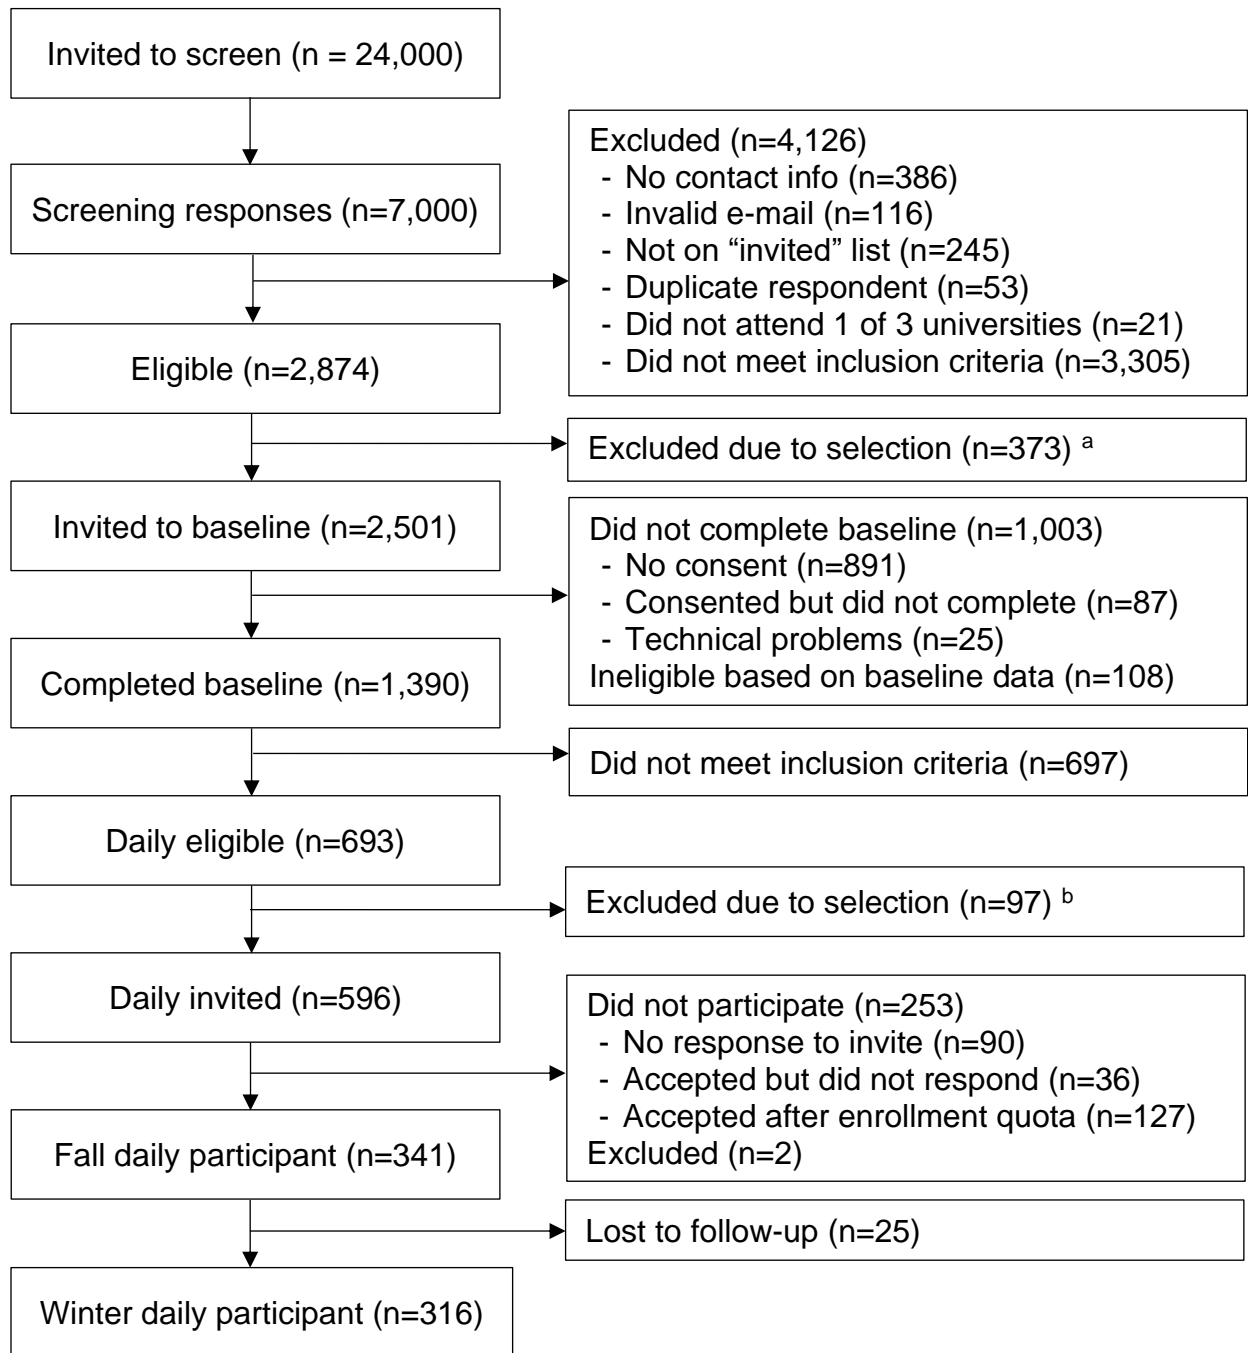 Invited to screen (n = 24,000)
Screening responses (n=7,000)
Excluded (n=4,126)
- No contact info (n=386)
- Invalid e-mail (n=116)
- Not on “invited” list (n=245)
- Duplicate respondent (n=53)
- Did not attend 1 of 3 universities (n=21)
- Did not meet inclusion criteria (n=3,305)
Eligible (n=2,874)
Excluded due to selection (n=373) a
Invited to baseline (n=2,501)
Did not complete baseline (n=1,003)
- No consent (n=891)
- Consented but did not complete (n=87)
- Technical problems (n=25)
Ineligible based on baseline data (n=108)
Completed baseline (n=1,390)
Did not meet inclusion criteria (n=697)
Daily eligible (n=693)
Excluded due to selection (n=97) b
Daily invited (n=596)
Did not participate (n=253)
- No response to invite (n=90)
- Accepted but did not respond (n=36)
- Accepted after enrollment quota (n=127)
Excluded (n=2)
Fall daily participant (n=341)
Lost to follow-up (n=25)
Winter daily participant (n=316)